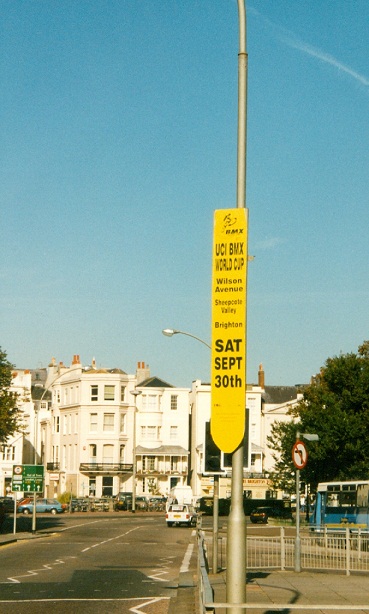 BMX
UCI BMX
WORLD CUP
Wilson
Avenue
Sheepcote
Valley
Brighton
SAT
SEPT
30th